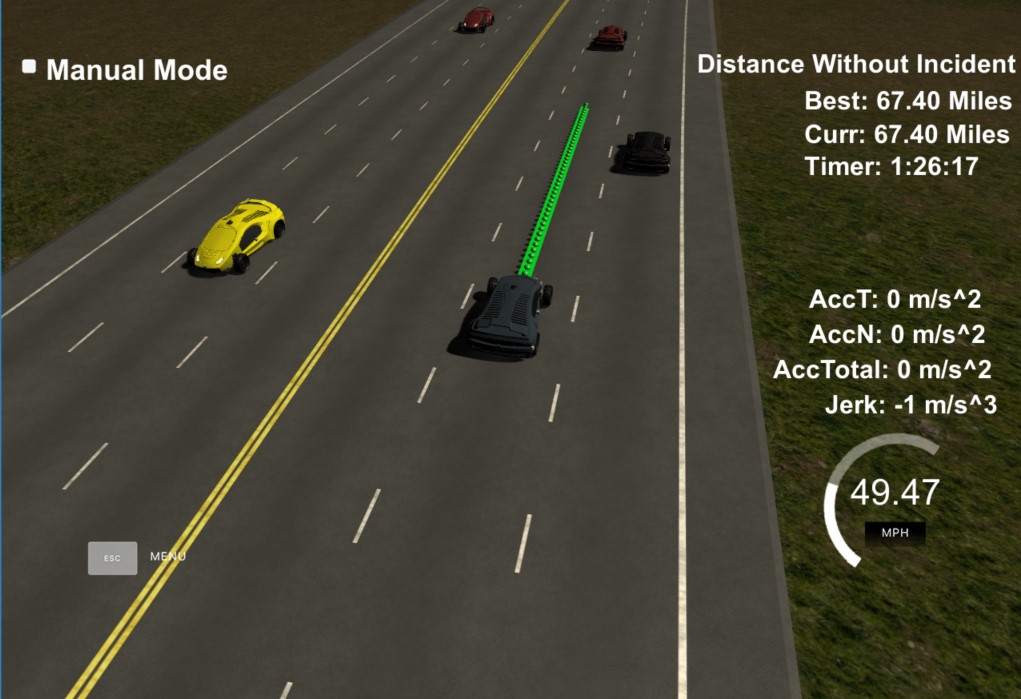 Manual Mode
Distance Without Incident
Best: 67.40 Miles
Curr: 67.40 Miles
Timer: 1:26:17
AccT: 0 m/s^2
AccN: 0 m/s^2
AccTotal: 0 m/s^2
Jerk: -1 m/s^3
49.47
MPH
ESC MENU